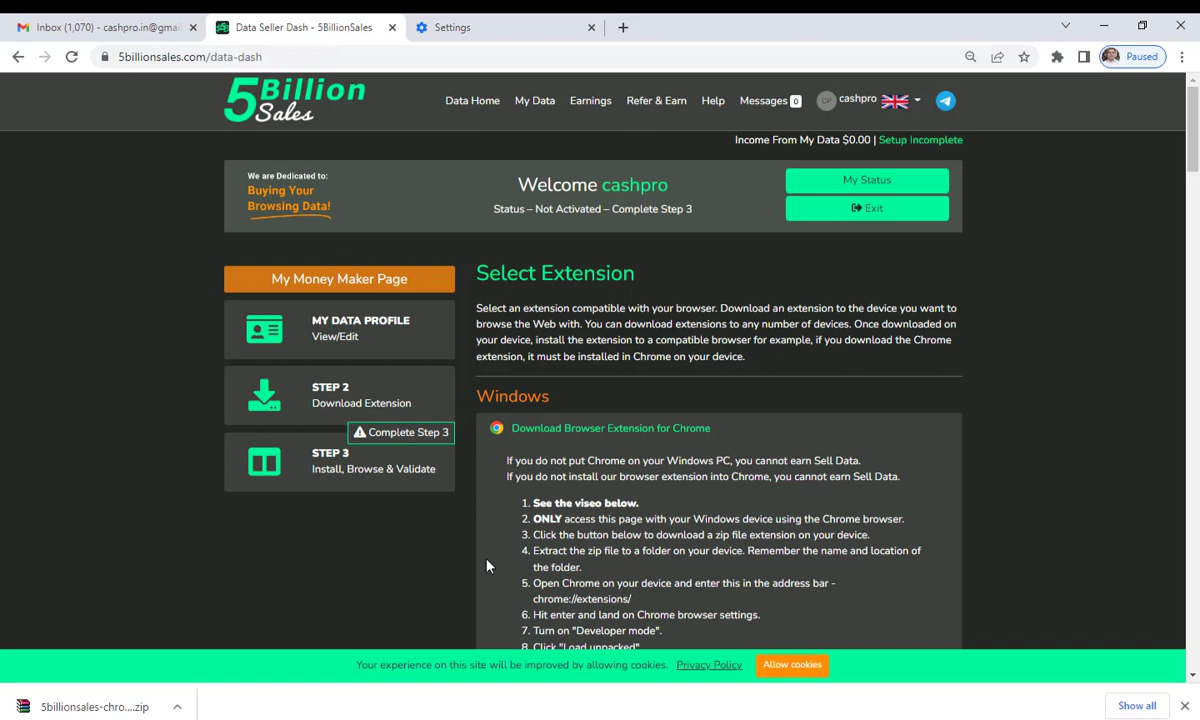 Inbox (1,070) - cashpro.in@gma
Data Seller Dash - 5BillionSales
Settings
5billionsales.com/data-dash
Paused
5Billion
Sales
Data Home
My Data
Earnings
Refer & Earn
Help
Messages 0
CP
cashpro
Income From My Data $0.00 | Setup Incomplete
We are Dedicated to:
Buying Your
Browsing Data!
Welcome cashpro
Status – Not Activated – Complete Step 3
My Status
Exit
My Money Maker Page
MY DATA PROFILE
View/Edit
STEP 2
Download Extension
Complete Step 3
STEP 3
Install, Browse & Validate
Select Extension
Select an extension compatible with your browser. Download an extension to the device you want to
browse the Web with. You can download extensions to any number of devices. Once downloaded on
your device, install the extension to a compatible browser for example, if you download the Chrome
extension, it must be installed in Chrome on your device.
Windows
Download Browser Extension for Chrome
If you do not put Chrome on your Windows PC, you cannot earn Sell Data.
If you do not install our browser extension into Chrome, you cannot earn Sell Data.
1. See the viseo below.
2. ONLY access this page with your Windows device using the Chrome browser.
3. Click the button below to download a zip file extension on your device.
4. Extract the zip file to a folder on your device. Remember the name and location of
the folder.
5. Open Chrome on your device and enter this in the address bar -
chrome://extensions/
6. Hit enter and land on Chrome browser settings.
7. Turn on "Developer mode".
8. Click "Load unpacked"
Your experience on this site will be improved by allowing cookies. Privacy Policy
Allow cookies
5billionsales-chro....zip
Show all